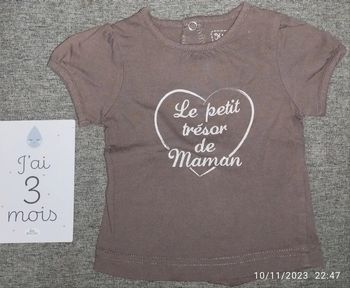 Le petit
trésor
de
Maman
J'ai
3
mois
10/11/2023 22:47